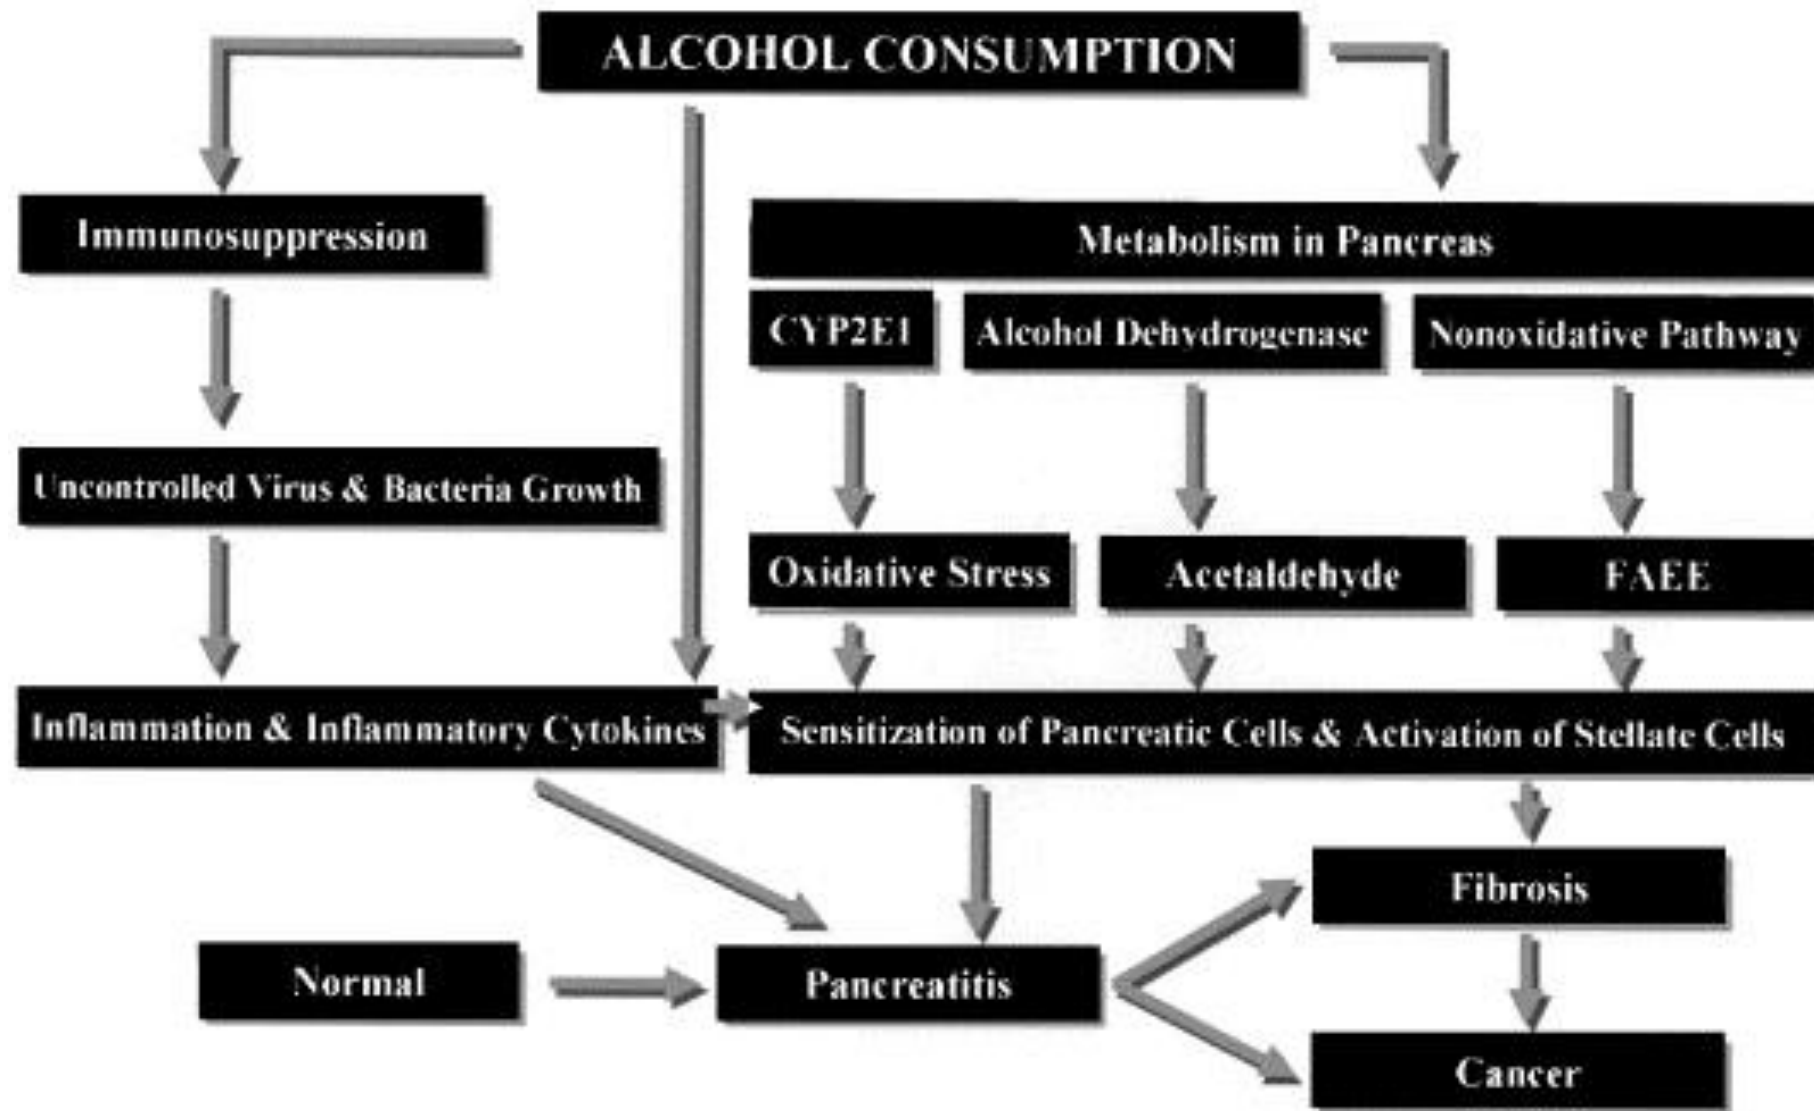 ALCOHOL CONSUMPTION
Immunosuppression
Metabolism in Pancreas
CYP2E1
Alcohol Dehydrogenase
Nonoxidative Pathway
Uncontrolled Virus & Bacteria Growth
Oxidative Stress
Acetaldehyde
FAEE
Inflammation & Inflammatory Cytokines
Sensitization of Pancreatic Cells & Activation of Stellate Cells
Fibrosis
Normal
Pancreatitis
Cancer